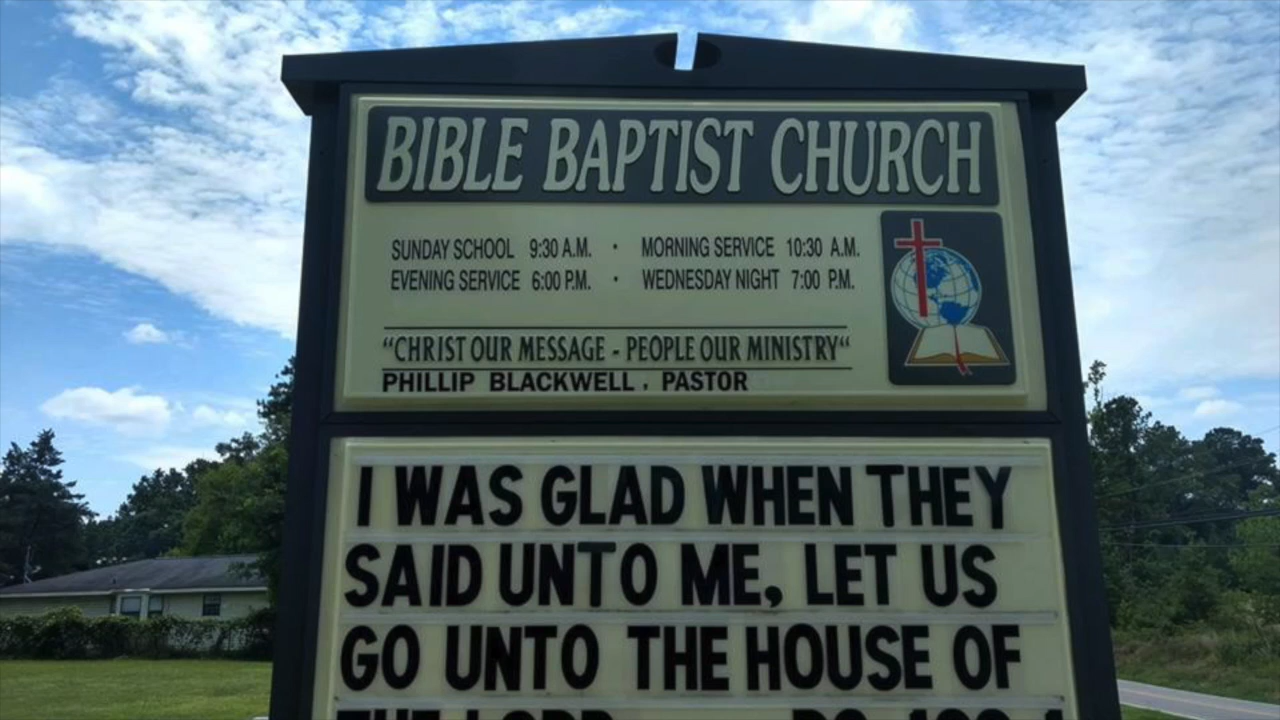 BIBLE BAPTIST CHURCH
SUNDAY SCHOOL 9:30 A.M. · MORNING SERVICE 10:30 A.M.
EVENING SERVICE 6:00 P.M. · WEDNESDAY NIGHT 7:00 P.M.
“CHRIST OUR MESSAGE - PEOPLE OUR MINISTRY“
PHILLIP BLACKWELL . PASTOR
I WAS GLAD WHEN THEY
SAID UNTO ME, LET US
GO UNTO THE HOUSE OF
THE LORD